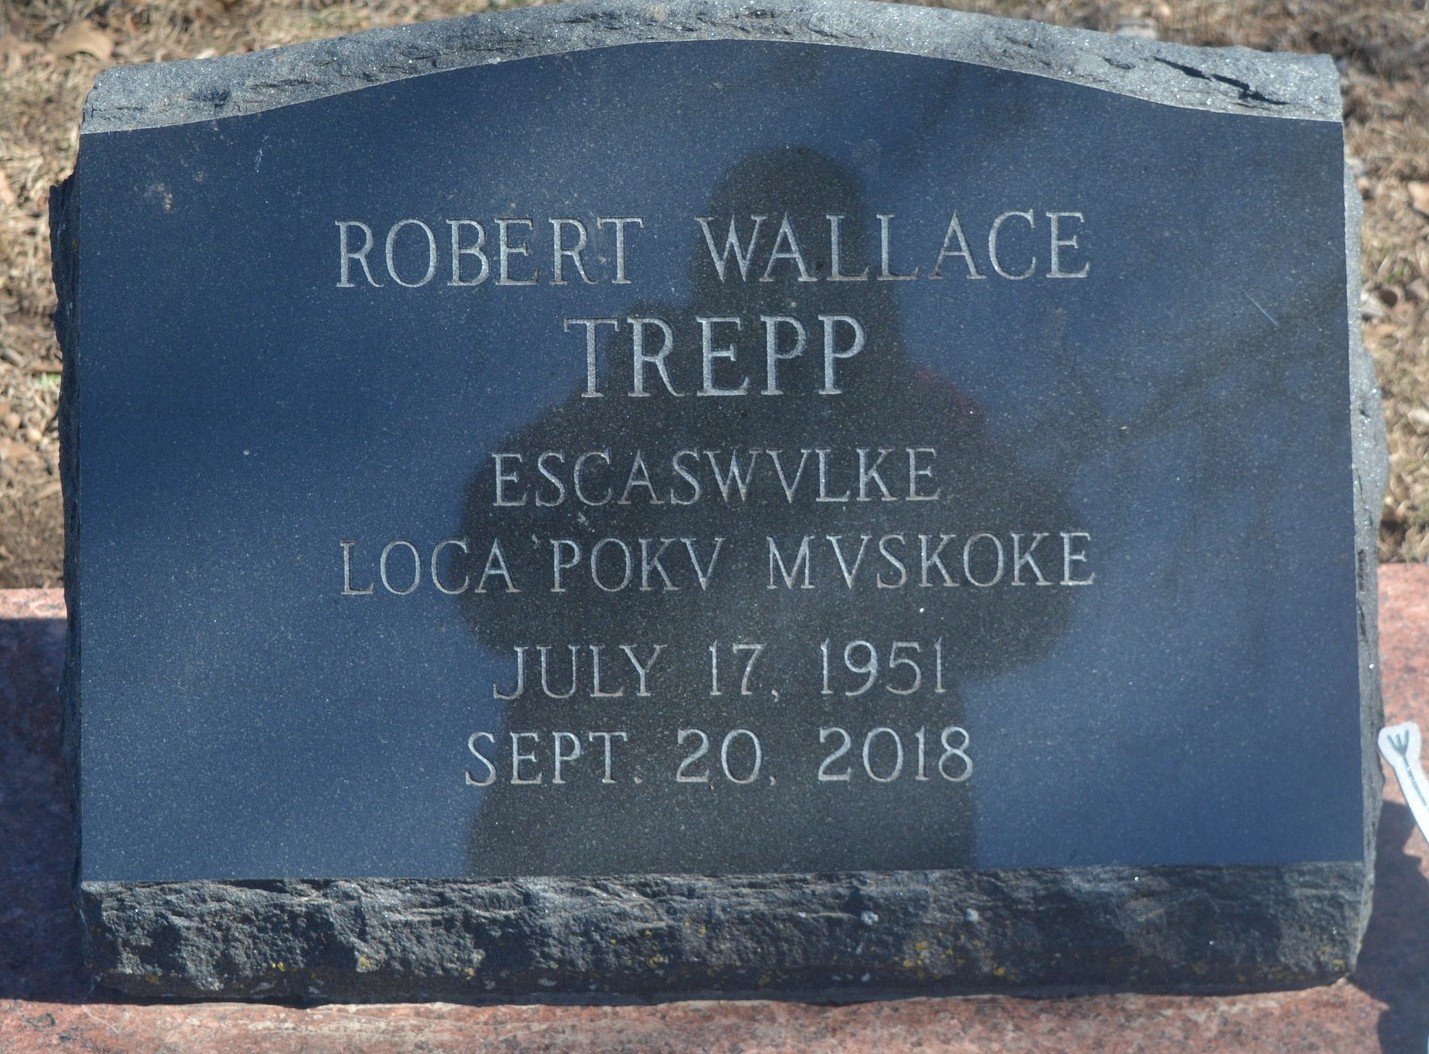 ROBERT WALLACE
TREPP
ESCASWVLKE
LOCA'POKV MVSKOKE
JULY 17, 1951
SEPT. 20, 2018